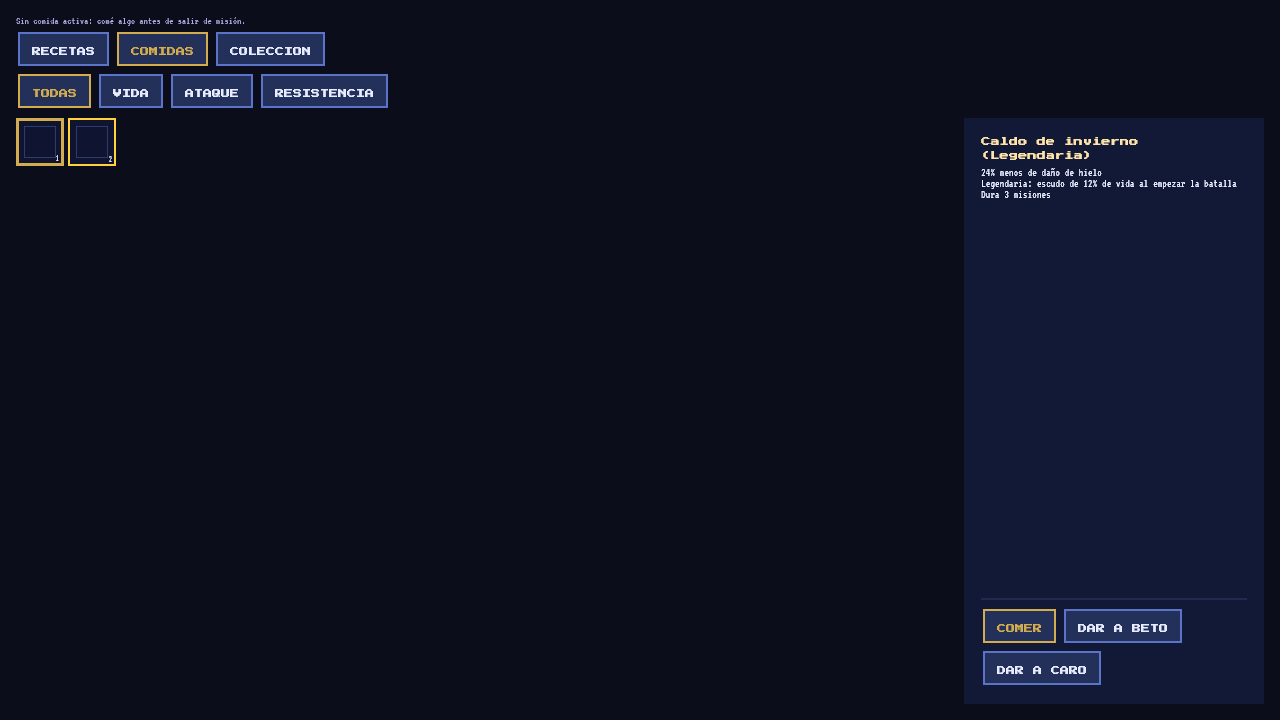 Sin comida activa: comé algo antes de salir de misión.
RECETAS COMIDAS COLECCION
TODAS VIDA ATAQUE RESISTENCIA
1 2
Caldo de invierno
(Legendaria)
24% menos de daño de hielo
Legendaria: escudo de 12% de vida al empezar la batalla
Dura 3 misiones
COMER DAR A BETO
DAR A CARO